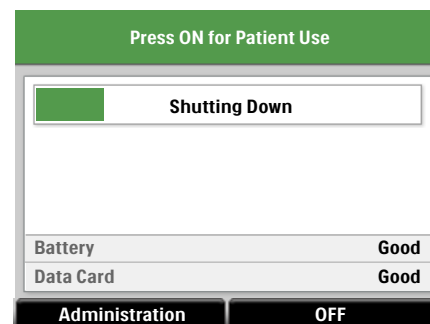 Press ON for Patient Use
Shutting Down
Battery Good
Data Card Good
Administration OFF